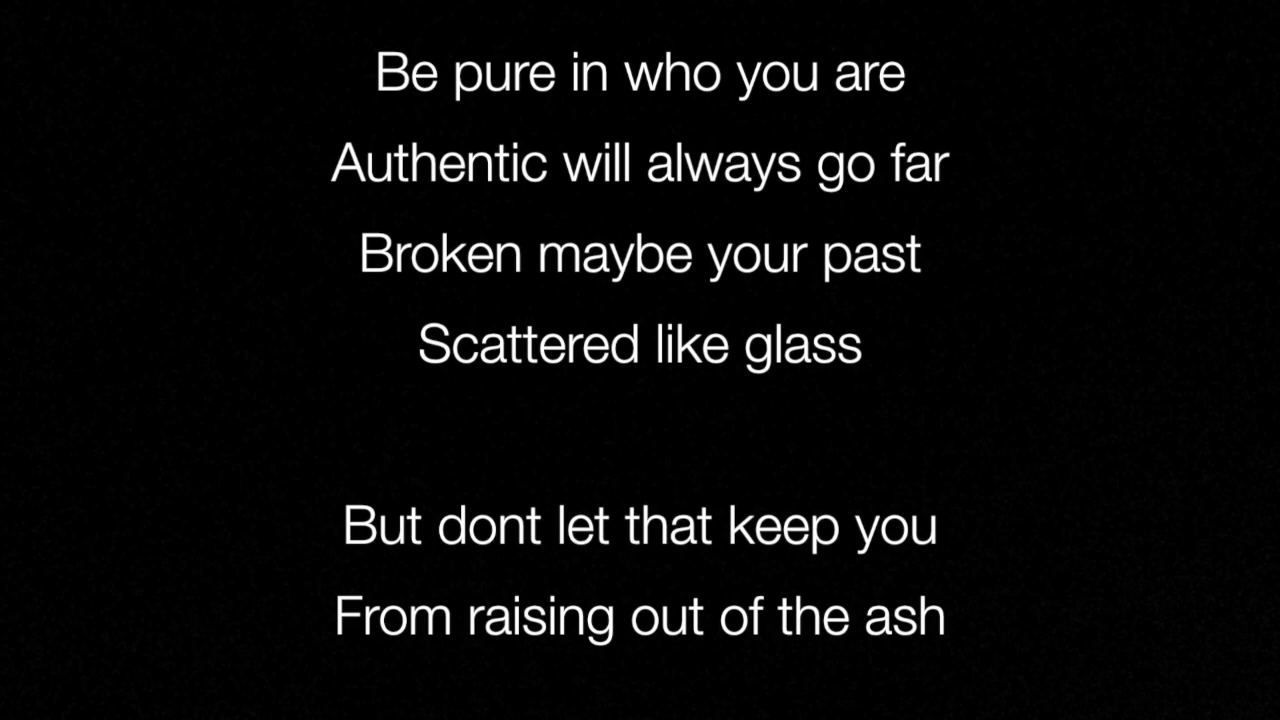 Be pure in who you are
Authentic will always go far
Broken maybe your past
Scattered like glass
But dont let that keep you
From raising out of the ash